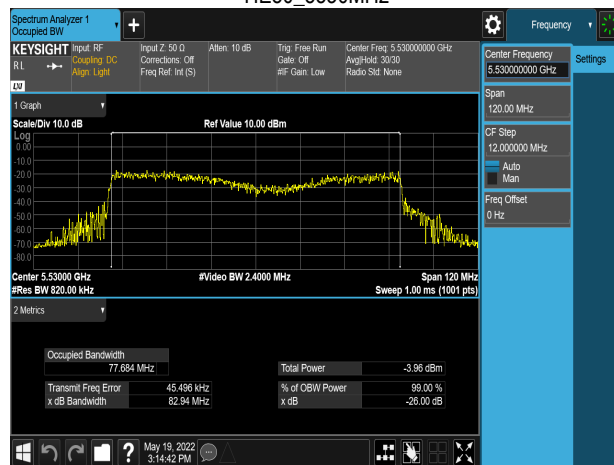 Spectrum Analyzer 1
Occupied BW
Frequency
KEYSIGHT
Input: RF
Coupling: DC
Align: Light
Input Z: 50 Ω
Corrections: Off
Freq Ref: Int (S)
Atten: 10 dB
Trig: Free Run
Gate: Off
#IF Gain: Low
Center Freq: 5.530000000 GHz
Avg|Hold: 30/30
Radio Std: None
R L
LXI
1 Graph
Scale/Div 10.0 dB
Ref Value 10.00 dBm
Log
0.00
-10.0
-20.0
-30.0
-40.0
-50.0
-60.0
-70.0
-80.0
Center 5.53000 GHz
#Video BW 2.4000 MHz
Span 120 MHz
#Res BW 820.00 kHz
Sweep 1.00 ms (1001 pts)
2 Metrics
Occupied Bandwidth
77.684 MHz
Total Power
-3.96 dBm
Transmit Freq Error
45.496 kHz
% of OBW Power
99.00 %
x dB Bandwidth
82.94 MHz
x dB
-26.00 dB
May 19, 2022
3:14:42 PM
Center Frequency
5.530000000 GHz
Settings
Span
120.00 MHz
CF Step
12.000000 MHz
Auto
Man
Freq Offset
0 Hz